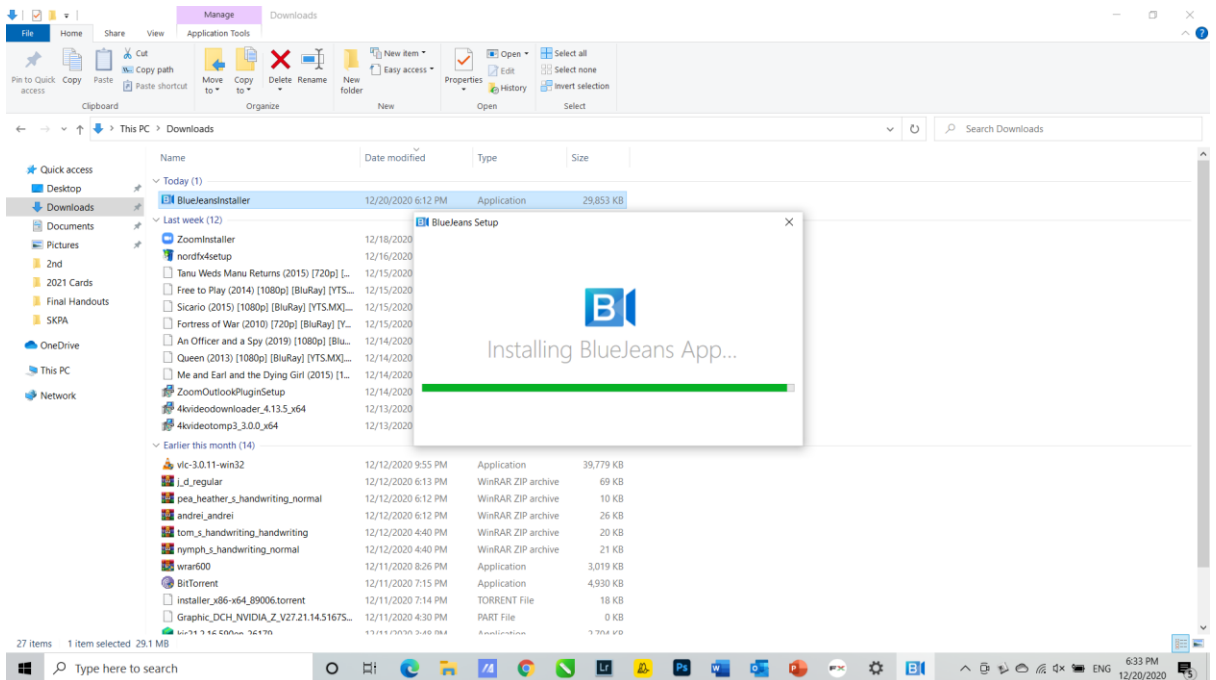 Manage Downloads
File Home Share View Application Tools
Pin to Quick access
Copy
Paste
Cut
Copy path
Paste shortcut
Clipboard
Move to
Copy to
Delete
Rename
Organize
New folder
New item
Easy access
New
Properties
Open
Edit
History
Open
Select all
Select none
Invert selection
Select
This PC > Downloads
Search Downloads
Quick access
Desktop
Downloads
Documents
Pictures
2nd
2021 Cards
Final Handouts
SKPA
OneDrive
This PC
Network
Name Date modified Type Size
Today (1)
BlueJeansInstaller 12/20/2020 6:12 PM Application 29,853 KB
Last week (12)
ZoomInstaller 12/18/2020
nordfx4setup 12/16/2020
Tanu Weds Manu Returns (2015) [720p] [... 12/15/2020
Free to Play (2014) [1080p] [BluRay] [YTS.... 12/15/2020
Sicario (2015) [1080p] [BluRay] [YTS.MX].... 12/15/2020
Fortress of War (2010) [720p] [BluRay] [Y... 12/15/2020
An Officer and a Spy (2019) [1080p] [Blu... 12/14/2020
Queen (2013) [1080p] [BluRay] [YTS.MX].... 12/14/2020
Me and Earl and the Dying Girl (2015) [1... 12/14/2020
ZoomOutlookPluginSetup 12/14/2020
4kvideodownloader_4.13.5_x64 12/13/2020
4kvideotomp3_3.0.0_x64 12/13/2020
BlueJeans Setup
B
Installing BlueJeans App...
Earlier this month (14)
vlc-3.0.11-win32 12/12/2020 9:55 PM Application 39,779 KB
j_d_regular 12/12/2020 6:13 PM WinRAR ZIP archive 69 KB
pea_heather_s_handwriting_normal 12/12/2020 6:12 PM WinRAR ZIP archive 10 KB
andrei_andrei 12/12/2020 6:12 PM WinRAR ZIP archive 26 KB
tom_s_handwriting_handwriting 12/12/2020 4:40 PM WinRAR ZIP archive 20 KB
nymph_s_handwriting_normal 12/12/2020 4:40 PM WinRAR ZIP archive 21 KB
wrar600 12/11/2020 8:26 PM Application 3,019 KB
BitTorrent 12/11/2020 7:15 PM Application 4,930 KB
installer_x86-x64_89006.torrent 12/11/2020 7:14 PM TORRENT File 18 KB
Graphic_DCH_NVIDIA_Z_V27.21.14.5167S... 12/11/2020 4:30 PM PART File 0 KB
12/11/2020 3:48 PM Application 2,704 KB
27 items 1 item selected 29.1 MB
Type here to search
Lr
Ps
ENG
6:33 PM
12/20/2020
5